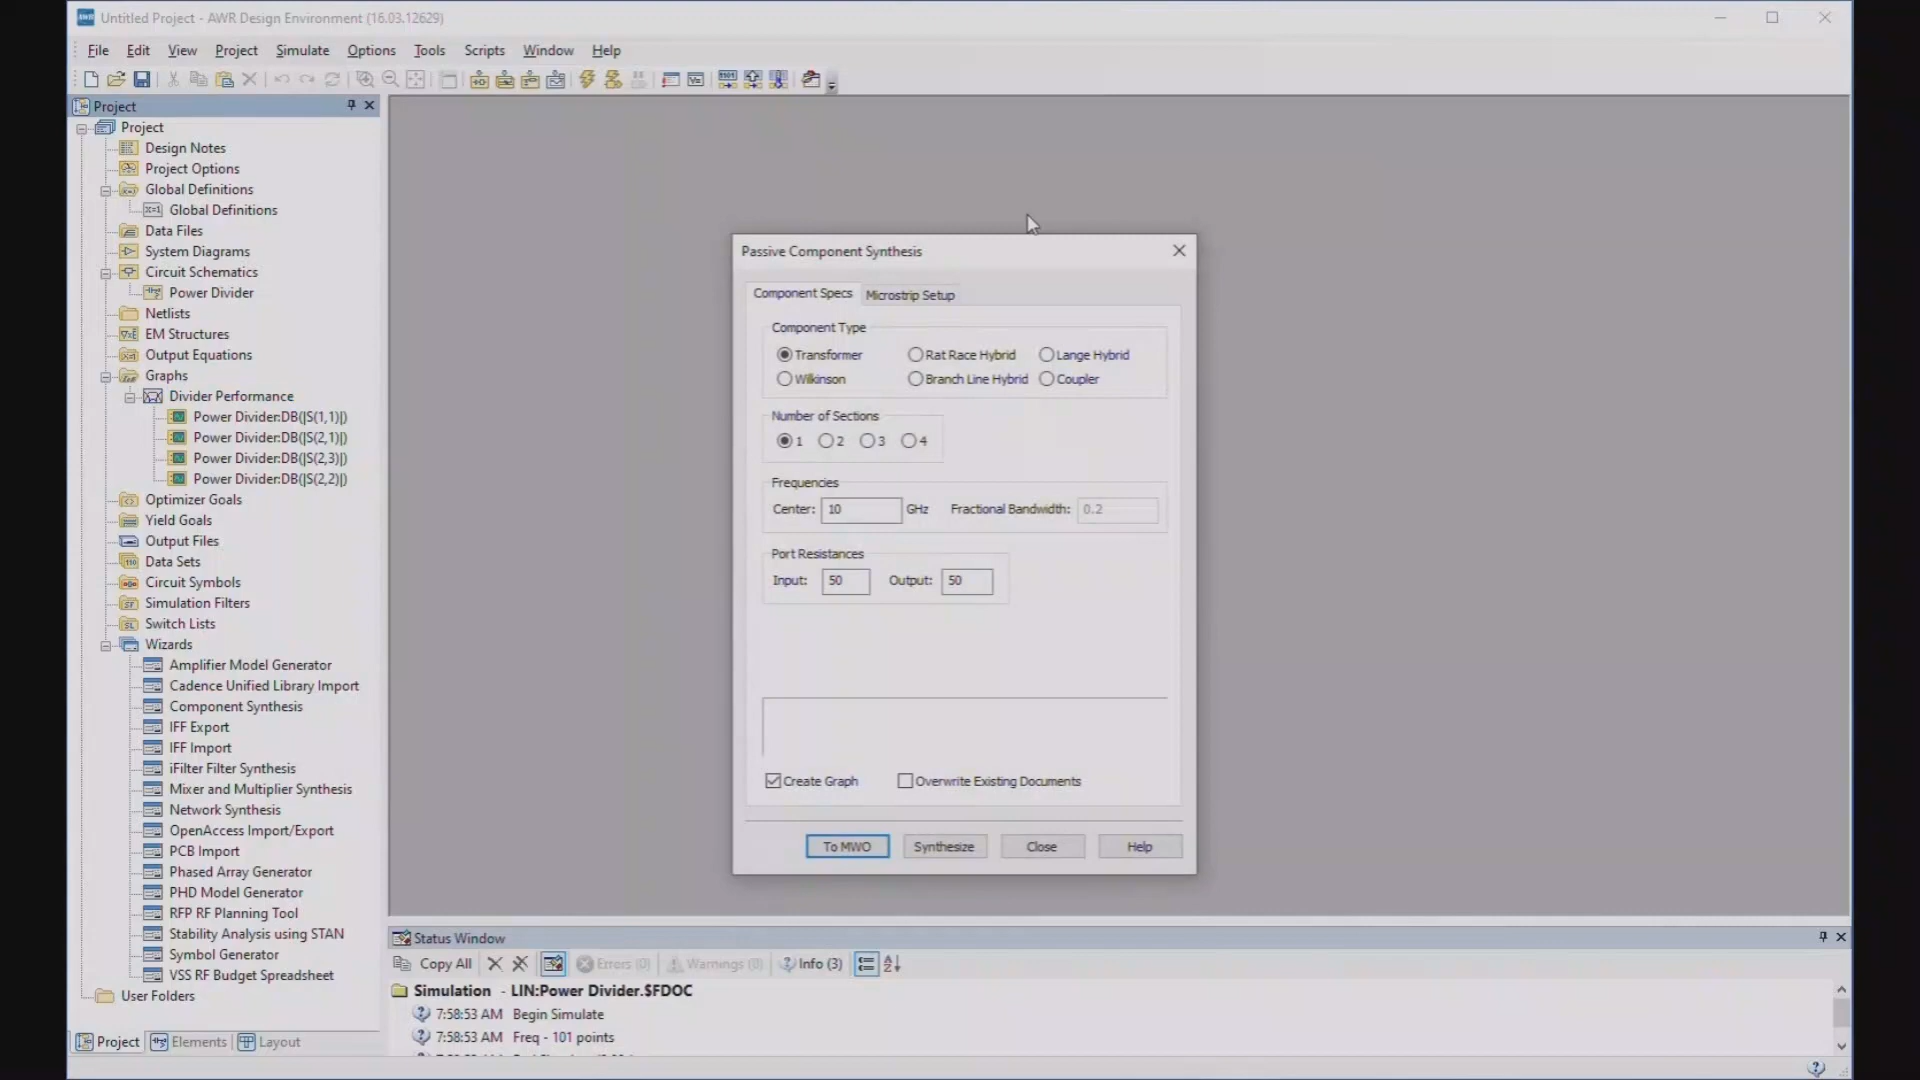 Untitled Project - AWR Design Environment (16.03.12629)
File Edit View Project Simulate Options Tools Scripts Window Help
Project
Project
Design Notes
Project Options
Global Definitions
Global Definitions
Data Files
System Diagrams
Circuit Schematics
Power Divider
Netlists
EM Structures
Output Equations
Graphs
Divider Performance
Power Divider:DB(|S(1,1)|)
Power Divider:DB(|S(2,1)|)
Power Divider:DB(|S(2,3)|)
Power Divider:DB(|S(2,2)|)
Optimizer Goals
Yield Goals
Output Files
Data Sets
Circuit Symbols
Simulation Filters
Switch Lists
Wizards
Amplifier Model Generator
Cadence Unified Library Import
Component Synthesis
IFF Export
IFF Import
iFilter Filter Synthesis
Mixer and Multiplier Synthesis
Network Synthesis
OpenAccess Import/Export
PCB Import
Phased Array Generator
PHD Model Generator
RFP RF Planning Tool
Stability Analysis using STAN
Symbol Generator
VSS RF Budget Spreadsheet
User Folders
Project Elements Layout
Passive Component Synthesis
Component Specs Microstrip Setup
Component Type
Transformer Rat Race Hybrid Lange Hybrid
Wilkinson Branch Line Hybrid Coupler
Number of Sections
1 2 3 4
Frequencies
Center: 10 GHz Fractional Bandwidth: 0.2
Port Resistances
Input: 50 Output: 50
Create Graph Overwrite Existing Documents
To MWO Synthesize Close Help
Status Window
Copy All Errors (0) Warnings (0) Info (3)
Simulation - LIN:Power Divider.$FDOC
7:58:53 AM Begin Simulate
7:58:53 AM Freq - 101 points